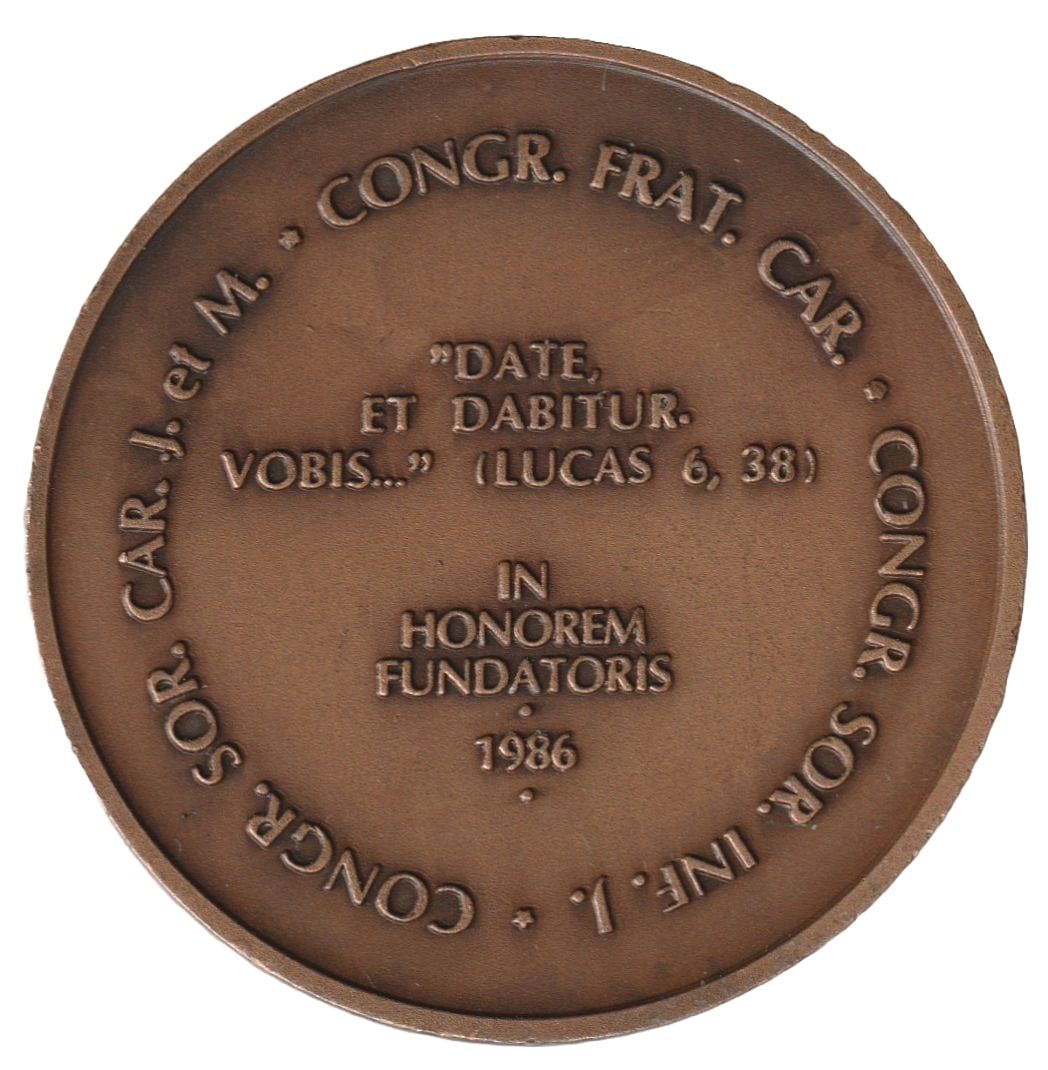 CONGR. FRAT. CAR. * CONGR. SOR. INF. J. * CONGR. SOR. CAR. J. et M. *
"DATE,
ET DABITUR.
VOBIS..." (LUCAS 6, 38)
IN
HONOREM
FUNDATORIS
1986